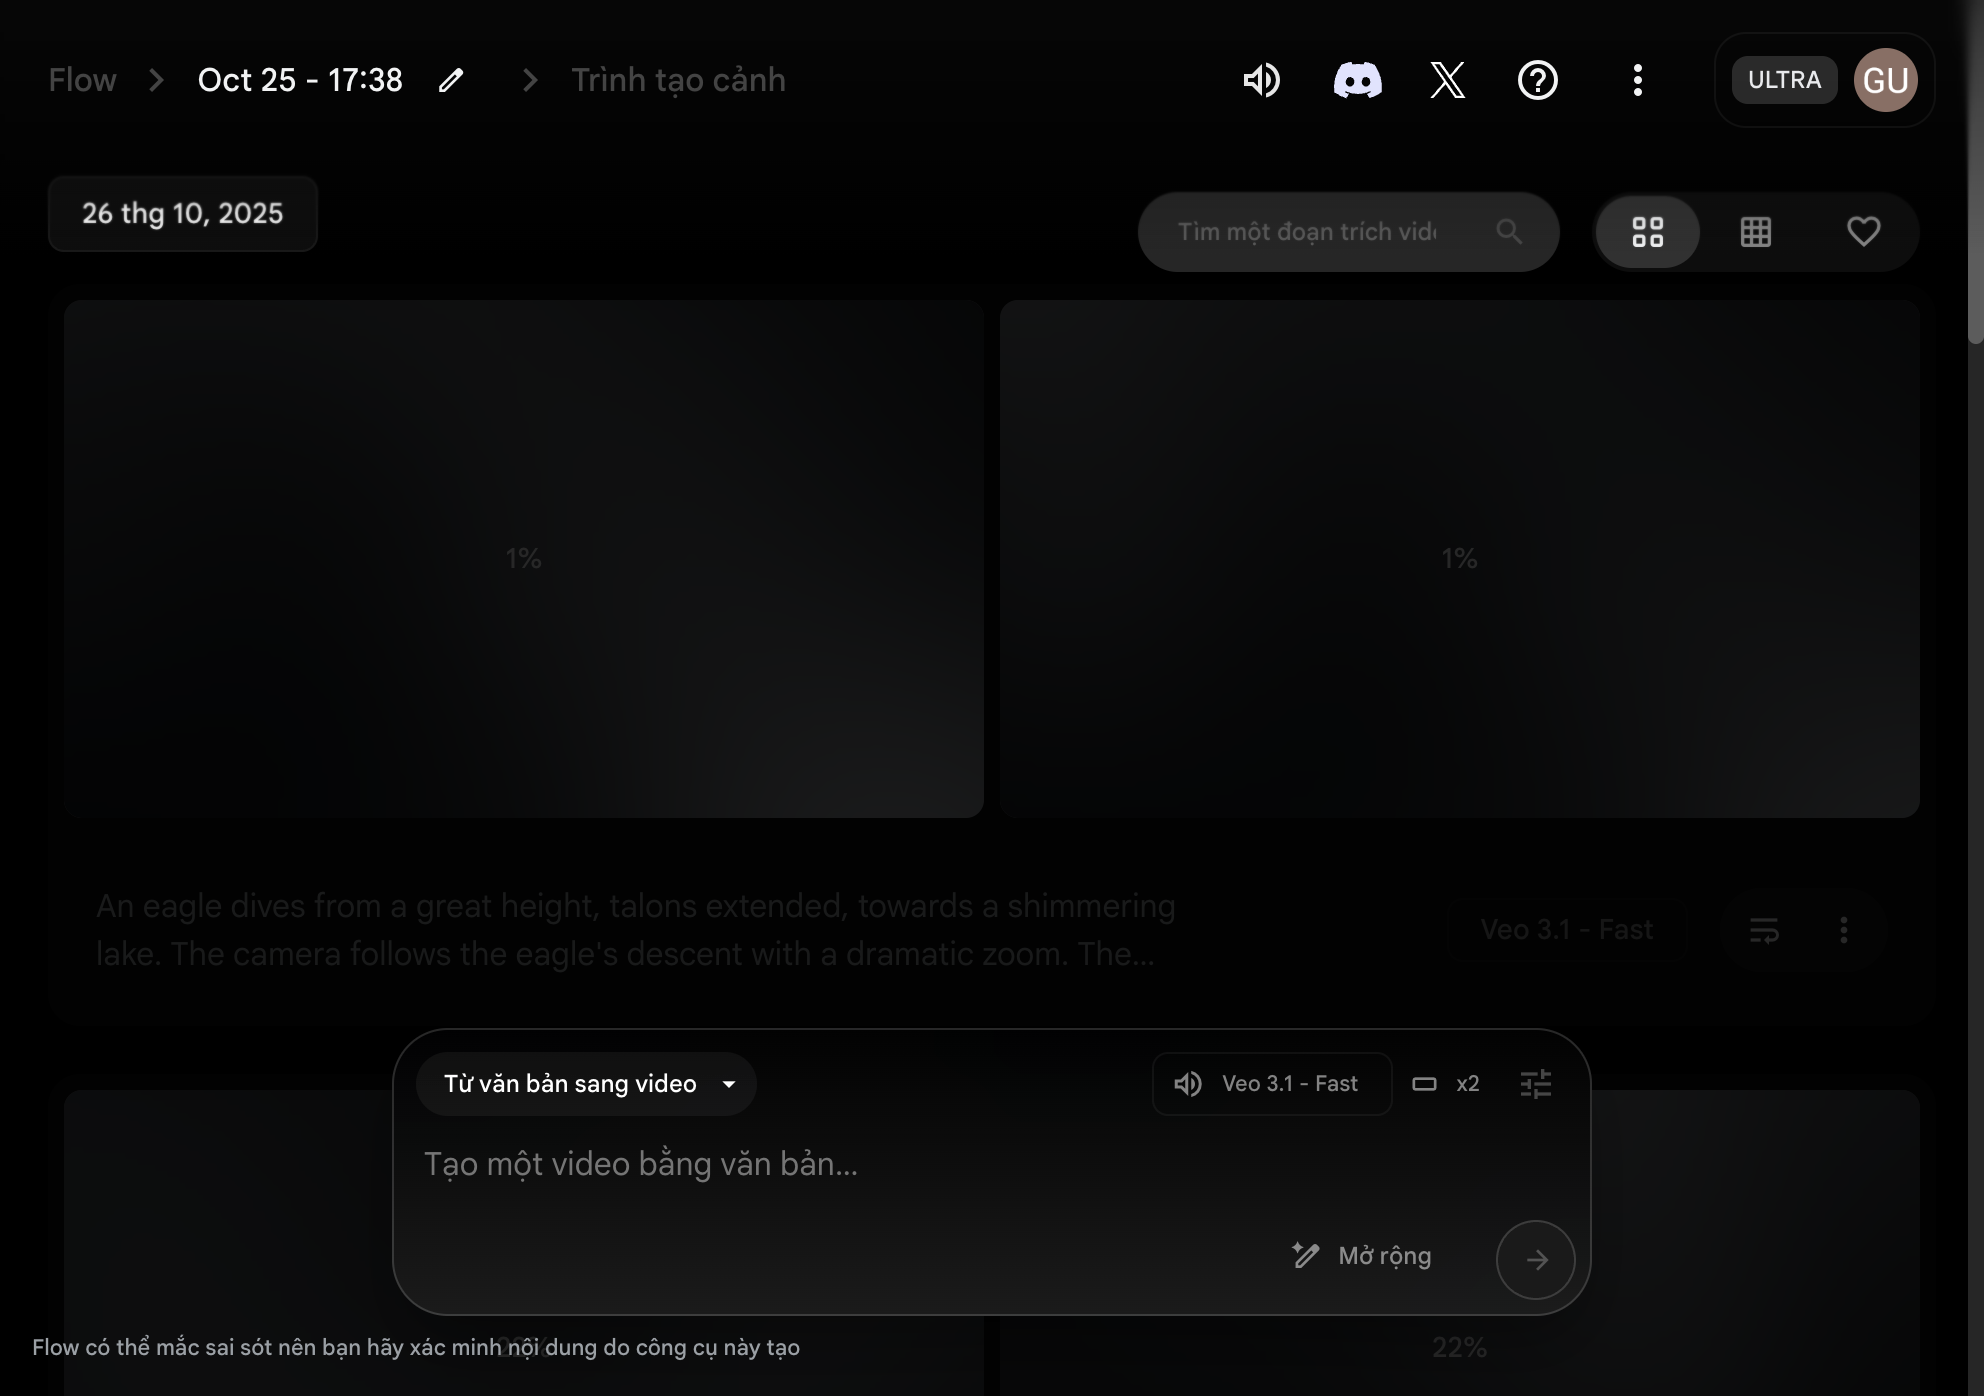 Flow
Oct 25 - 17:38
Trình tạo cảnh
ULTRA
GU
26 thg 10, 2025
Tìm một đoạn trích
1%
1%
An eagle dives from a great height, talons extended, towards a shimmering
lake. The camera follows the eagle's descent with a dramatic zoom. The...
Veo 3.1 - Fast
Từ văn bản sang video
Veo 3.1 - Fast
x2
Tạo một video bằng văn bản...
Mở rộng
22%
22%
Flow có thể mắc sai sót nên bạn hãy xác minh nội dung do công cụ này tạo